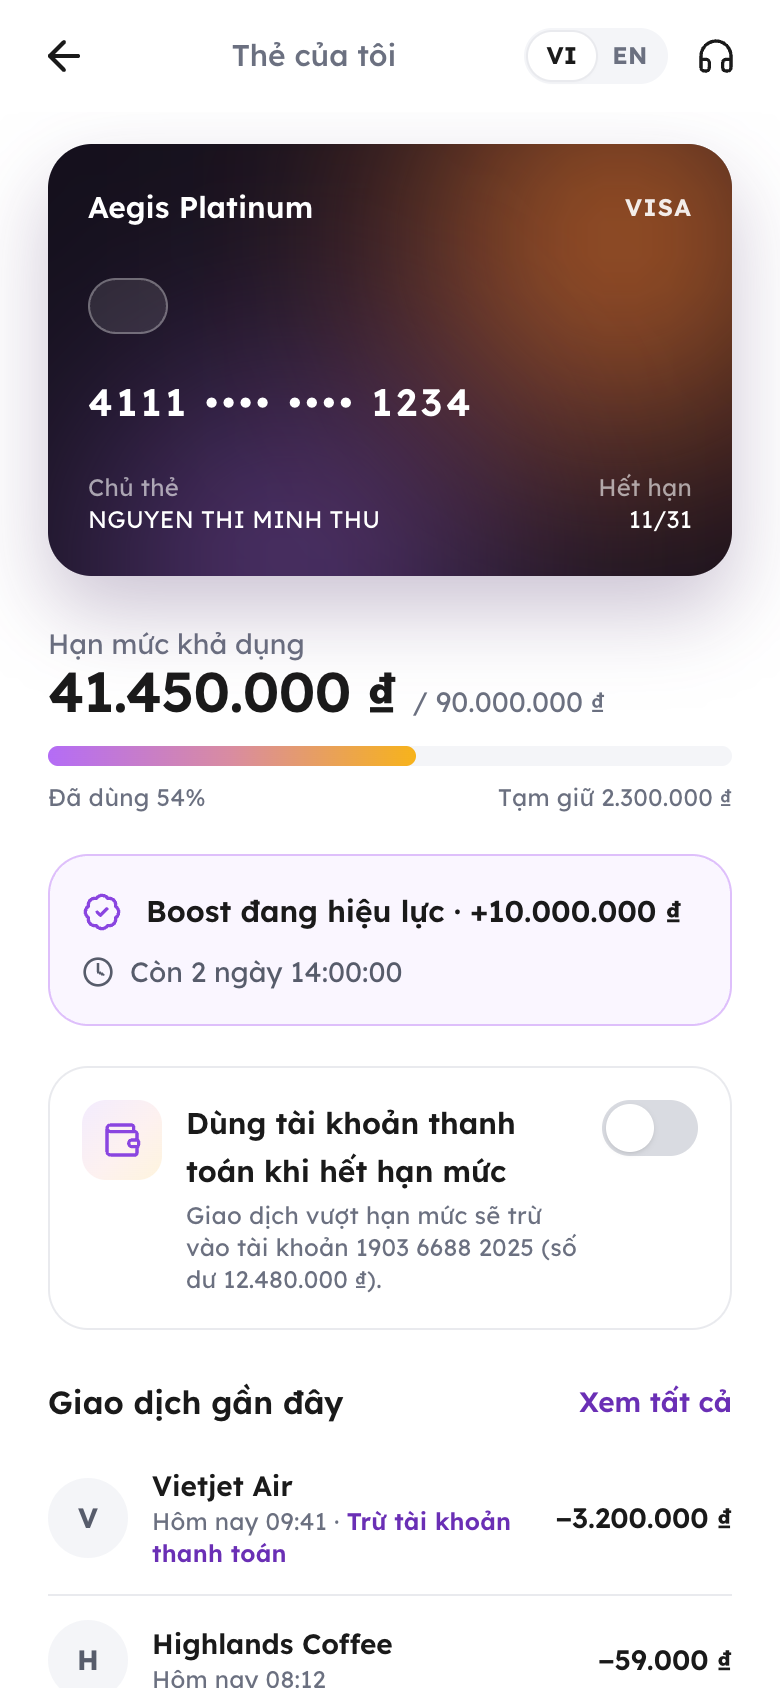 Thẻ của tôi
VI EN
Aegis Platinum
VISA
4111 •••• •••• 1234
Chủ thẻ
Hết hạn
NGUYEN THI MINH THU
11/31
Hạn mức khả dụng
41.450.000 ₫ / 90.000.000 ₫
Đã dùng 54%
Tạm giữ 2.300.000 ₫
Boost đang hiệu lực · +10.000.000 ₫
Còn 2 ngày 14:00:00
Dùng tài khoản thanh
toán khi hết hạn mức
Giao dịch vượt hạn mức sẽ trừ
vào tài khoản 1903 6688 2025 (số
dư 12.480.000 ₫).
Giao dịch gần đây
Xem tất cả
V
Vietjet Air
Hôm nay 09:41 · Trừ tài khoản
thanh toán
−3.200.000 ₫
H
Highlands Coffee
Hôm nay 08:12
−59.000 ₫